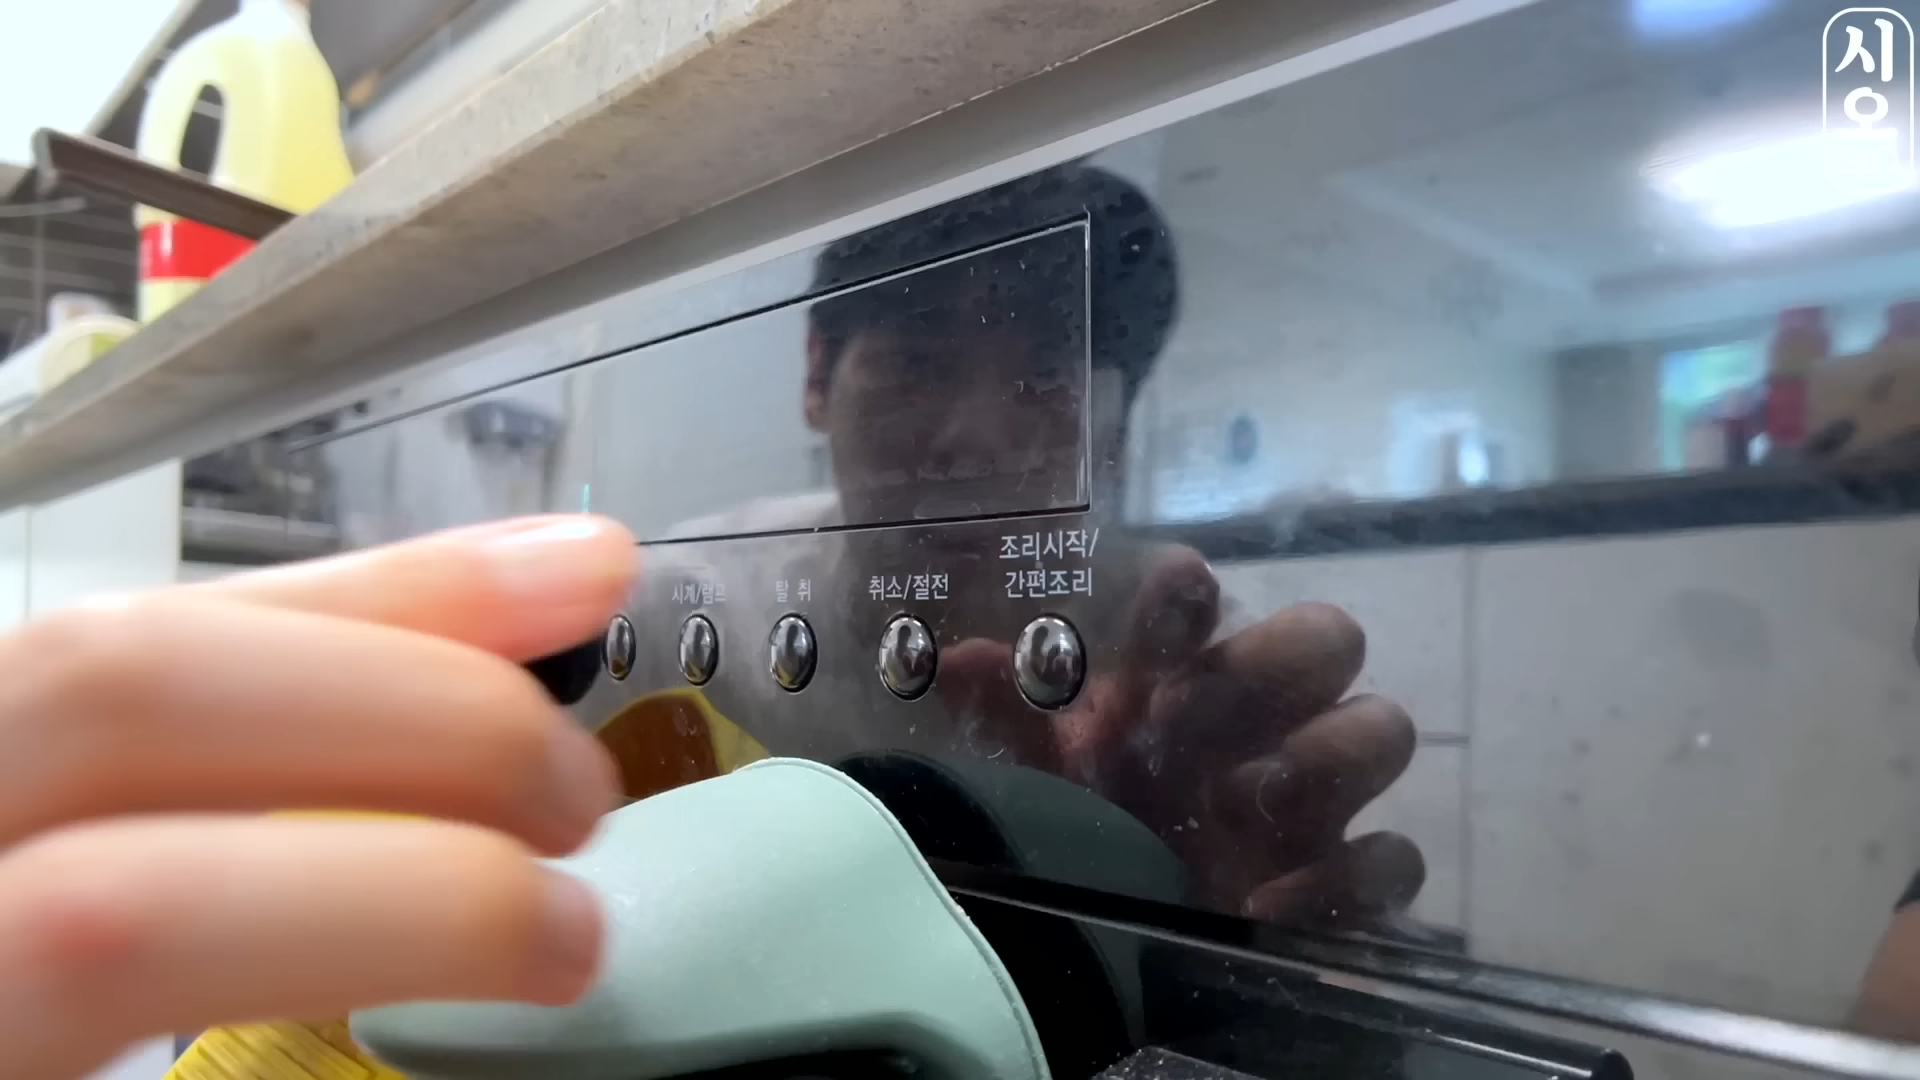 시오
조리시작/
간편조리
시계/램프
탈 취
취소/절전